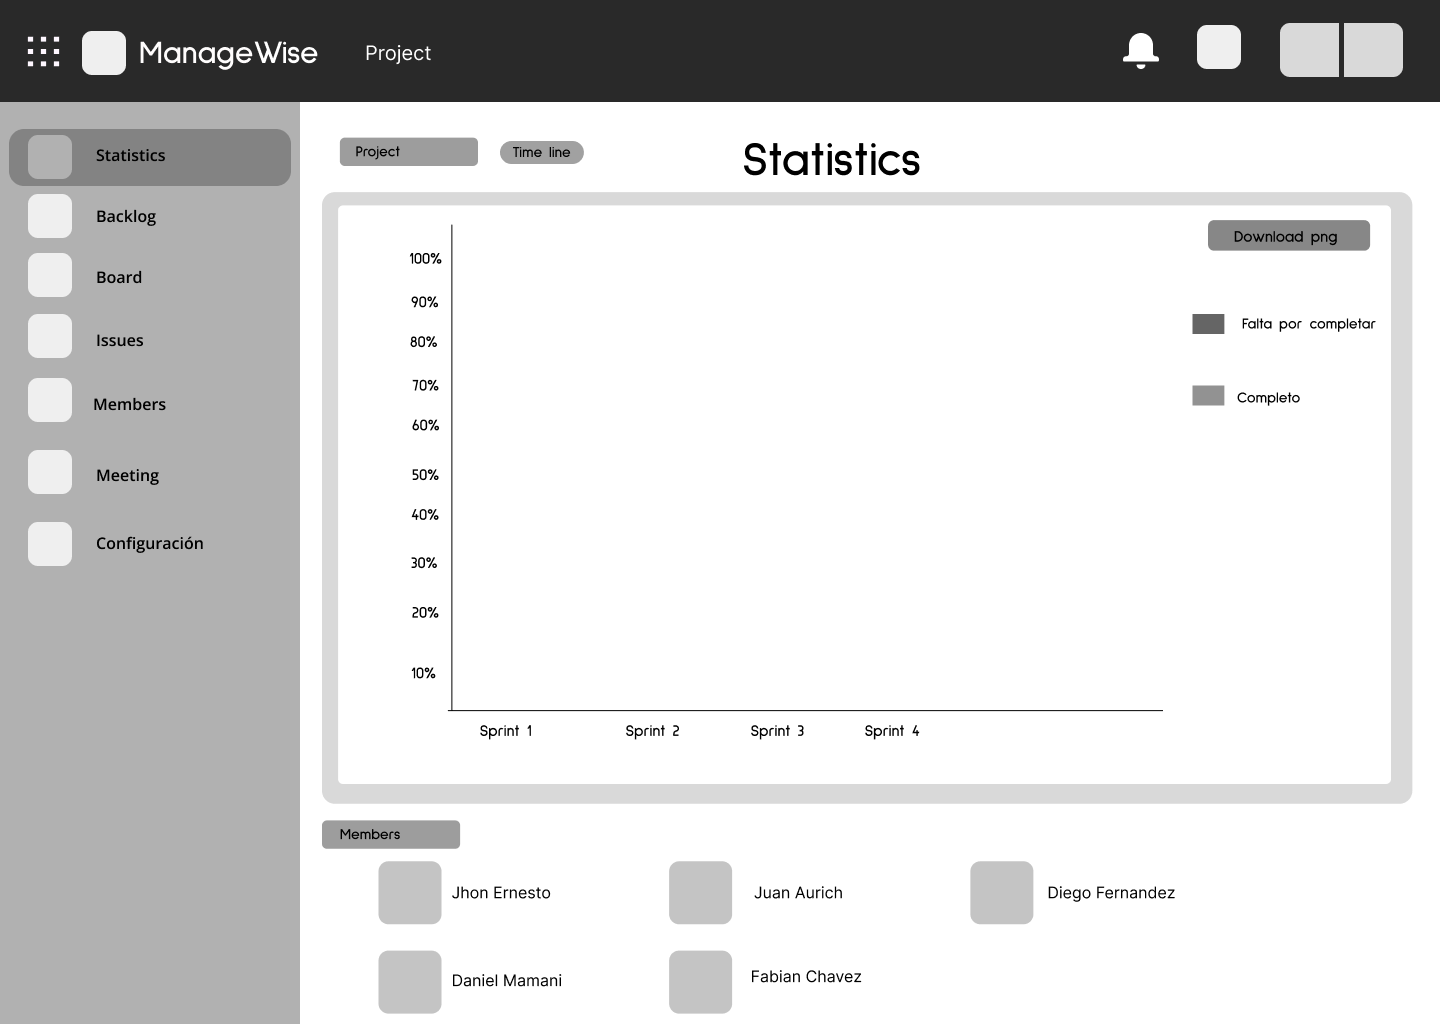 ManageWise
Project
Statistics
Backlog
Board
Issues
Members
Meeting
Configuración
Project
Time line
Statistics
Download png
100%
90%
80%
70%
60%
50%
40%
30%
20%
10%
Falta por completar
Completo
Sprint 1
Sprint 2
Sprint 3
Sprint 4
Members
Jhon Ernesto
Juan Aurich
Diego Fernandez
Daniel Mamani
Fabian Chavez